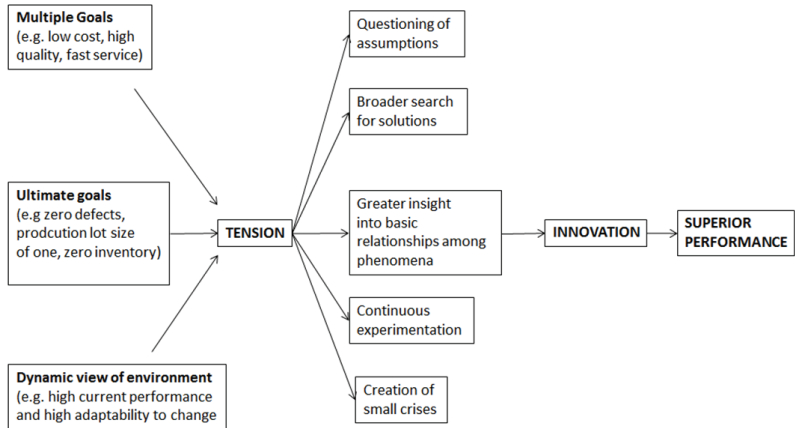 Multiple Goals
(e.g. low cost, high
quality, fast service)
Ultimate goals
(e.g zero defects,
prodcution lot size
of one, zero inventory)
Dynamic view of environment
(e.g. high current performance
and high adaptability to change
TENSION
Questioning of
assumptions
Broader search
for solutions
Greater insight
into basic
relationships among
phenomena
Continuous
experimentation
Creation of
small crises
INNOVATION
SUPERIOR
PERFORMANCE